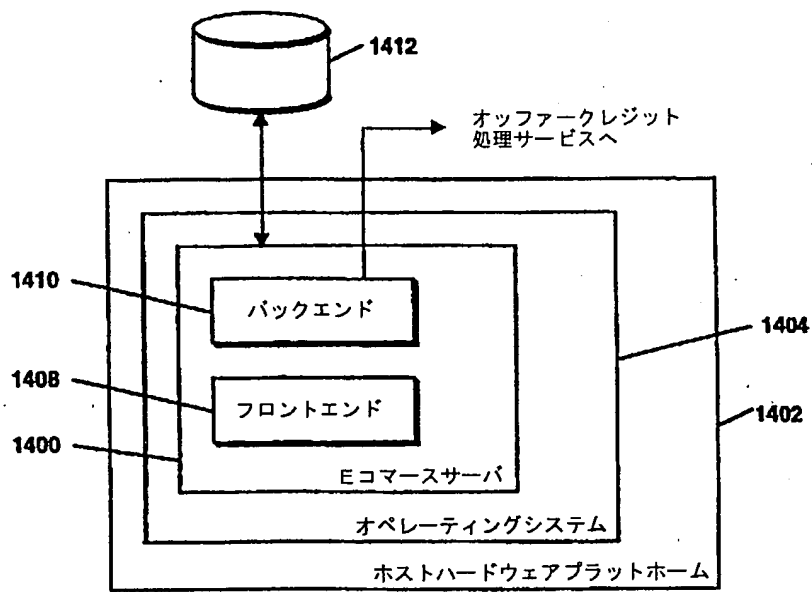 1412
オッファークレジット
処理サービスへ
1410
バックエンド
1404
1408
フロントエンド
1402
1400
Eコマースサーバ
オペレーティングシステム
ホストハードウェアプラットホーム